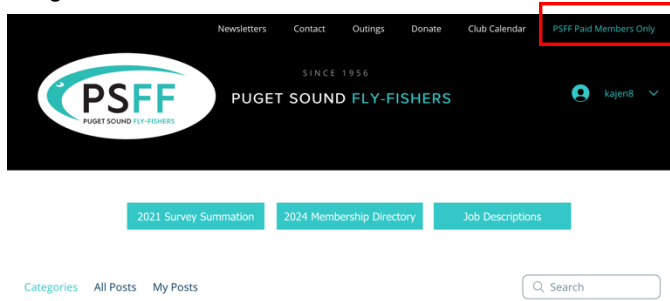 Newsletters Contact Outings Donate Club Calendar PSFF Paid Members Only
SINCE 1956
PSFF
PUGET SOUND FLY-FISHERS
PUGET SOUND FLY-FISHERS
kajen8
2021 Survey Summation 2024 Membership Directory Job Descriptions
Categories All Posts My Posts Search